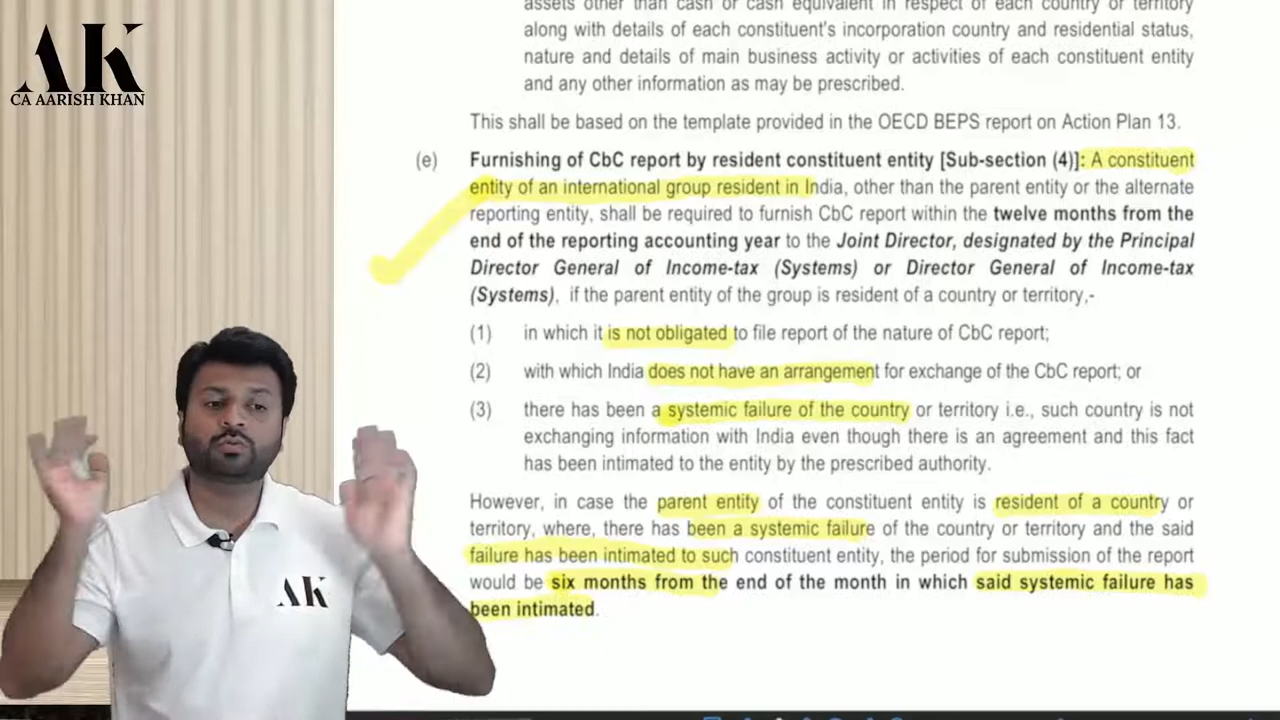 AK
CA AARISH KHAN
assets other than cash or cash equivalent in respect of each country or territory
along with details of each constituent's incorporation country and residential status,
nature and details of main business activity or activities of each constituent entity
and any other information as may be prescribed.
This shall be based on the template provided in the OECD BEPS report on Action Plan 13.
(e) Furnishing of CbC report by resident constituent entity [Sub-section (4)]: A constituent
entity of an international group resident in India, other than the parent entity or the alternate
reporting entity, shall be required to furnish CbC report within the twelve months from the
end of the reporting accounting year to the Joint Director, designated by the Principal
Director General of Income-tax (Systems) or Director General of Income-tax
(Systems), if the parent entity of the group is resident of a country or territory,-
(1) in which it is not obligated to file report of the nature of CbC report;
(2) with which India does not have an arrangement for exchange of the CbC report; or
(3) there has been a systemic failure of the country or territory i.e., such country is not
exchanging information with India even though there is an agreement and this fact
has been intimated to the entity by the prescribed authority.
However, in case the parent entity of the constituent entity is resident of a country or
territory, where, there has been a systemic failure of the country or territory and the said
failure has been intimated to such constituent entity, the period for submission of the report
would be six months from the end of the month in which said systemic failure has
been intimated.
AK